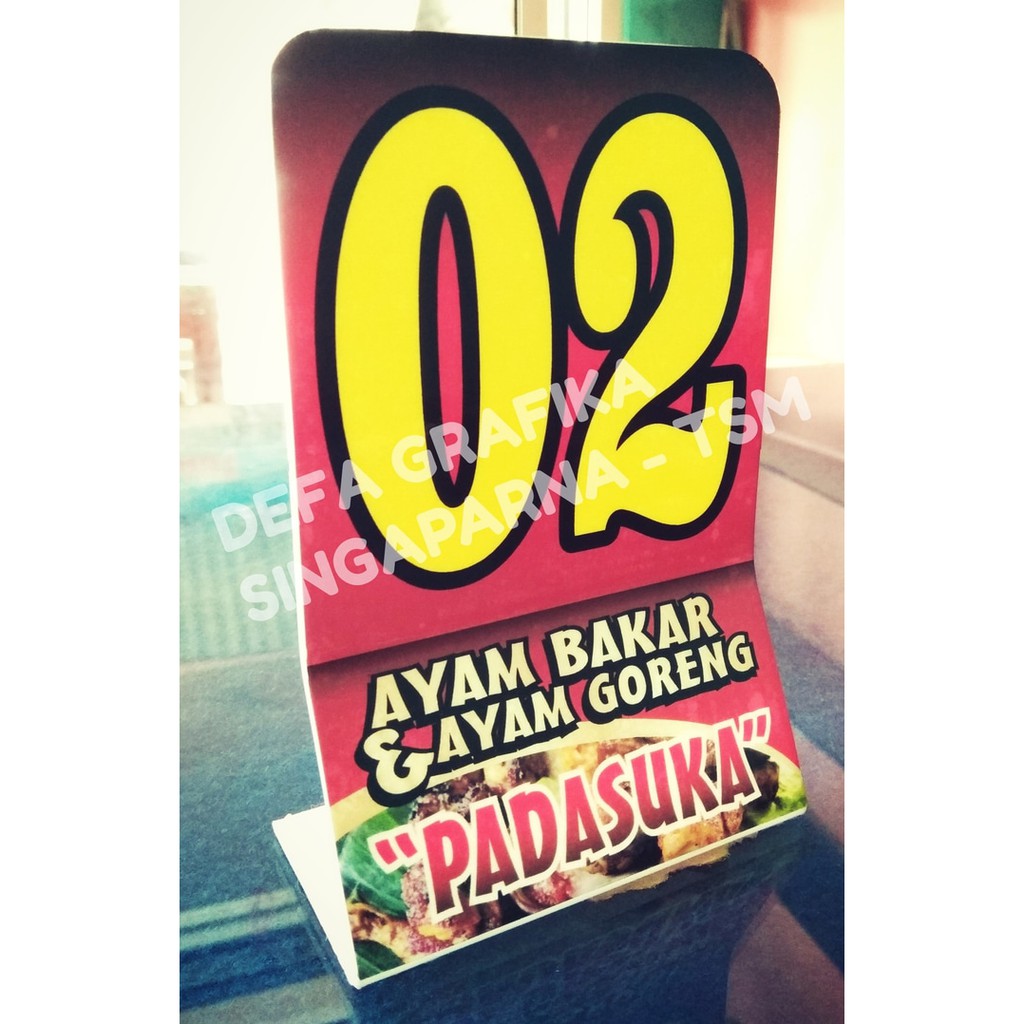 02
DEFA GRAFIKA
SINGAPARNA - TSM
AYAM BAKAR
& AYAM GORENG
"PADASUKA"